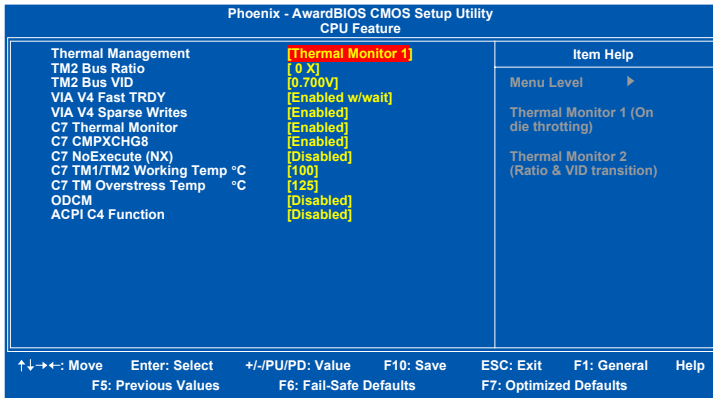 Phoenix - AwardBIOS CMOS Setup Utility
CPU Feature
Thermal Management [Thermal Monitor 1]
TM2 Bus Ratio [ 0 X]
TM2 Bus VID [0.700V]
VIA V4 Fast TRDY [Enabled w/wait]
VIA V4 Sparse Writes [Enabled]
C7 Thermal Monitor [Enabled]
C7 CMPXCHG8 [Enabled]
C7 NoExecute (NX) [Disabled]
C7 TM1/TM2 Working Temp °C [100]
C7 TM Overstress Temp °C [125]
ODCM [Disabled]
ACPI C4 Function [Disabled]
Item Help
Menu Level ▶
Thermal Monitor 1 (On
die throtting)
Thermal Monitor 2
(Ratio & VID transition)
↑↓→←: Move Enter: Select +/-/PU/PD: Value F10: Save ESC: Exit F1: General Help
F5: Previous Values F6: Fail-Safe Defaults F7: Optimized Defaults